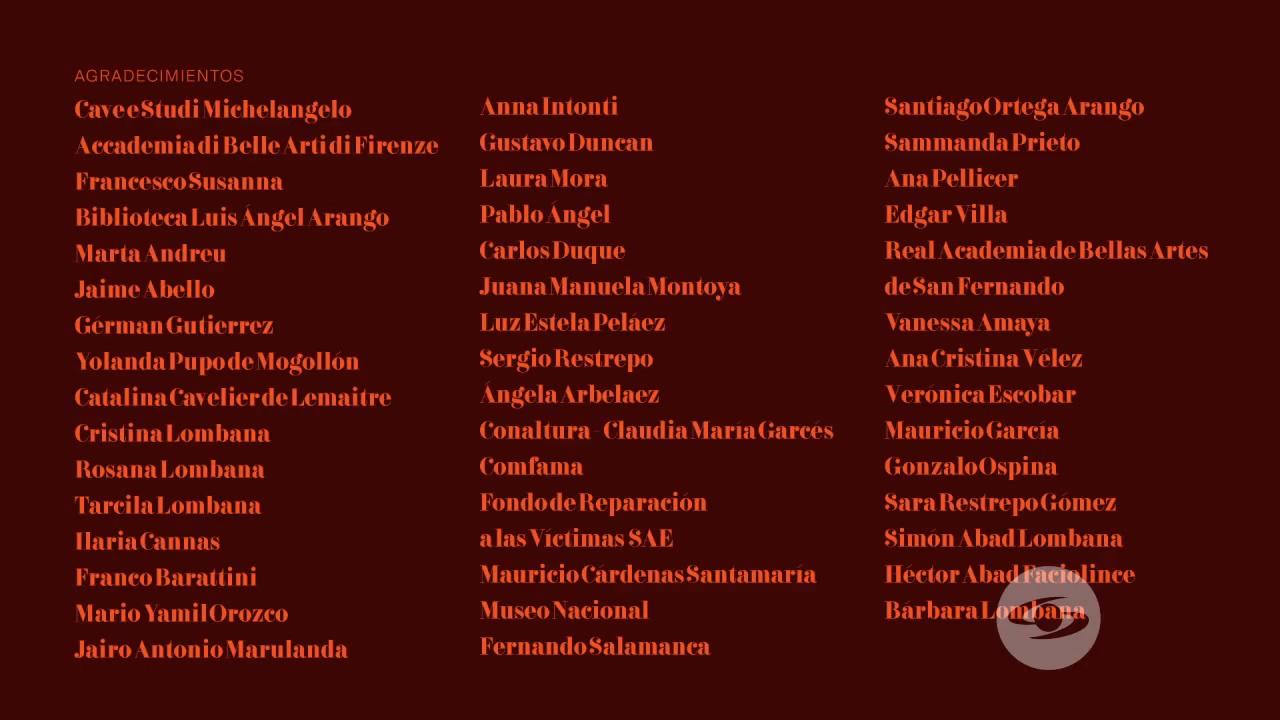 AGRADECIMIENTOS
Cave e Studi Michelangelo
Accademia di Belle Arti di Firenze
Francesco Susanna
Biblioteca Luis Ángel Arango
Marta Andreu
Jaime Abello
Gérman Gutierrez
Yolanda Pupo de Mogollón
Catalina Cavelier de Lemaitre
Cristina Lombana
Rosana Lombana
Tarcila Lombana
Ilaria Cannas
Franco Barattini
Mario Yamil Orozco
Jairo Antonio Marulanda
Anna Intonti
Gustavo Duncan
Laura Mora
Pablo Ángel
Carlos Duque
Juana Manuela Montoya
Luz Estela Peláez
Sergio Restrepo
Ángela Arbelaez
Conaltura - Claudia María Garcés
Comfama
Fondo de Reparación
a las Víctimas SAE
Mauricio Cárdenas Santamaría
Museo Nacional
Fernando Salamanca
Santiago Ortega Arango
Sammanda Prieto
Ana Pellicer
Edgar Villa
Real Academia de Bellas Artes
de San Fernando
Vanessa Amaya
Ana Cristina Vélez
Verónica Escobar
Mauricio García
Gonzalo Ospina
Sara Restrepo Gómez
Simón Abad Lombana
Héctor Abad Faciolince
Bárbara Lombana